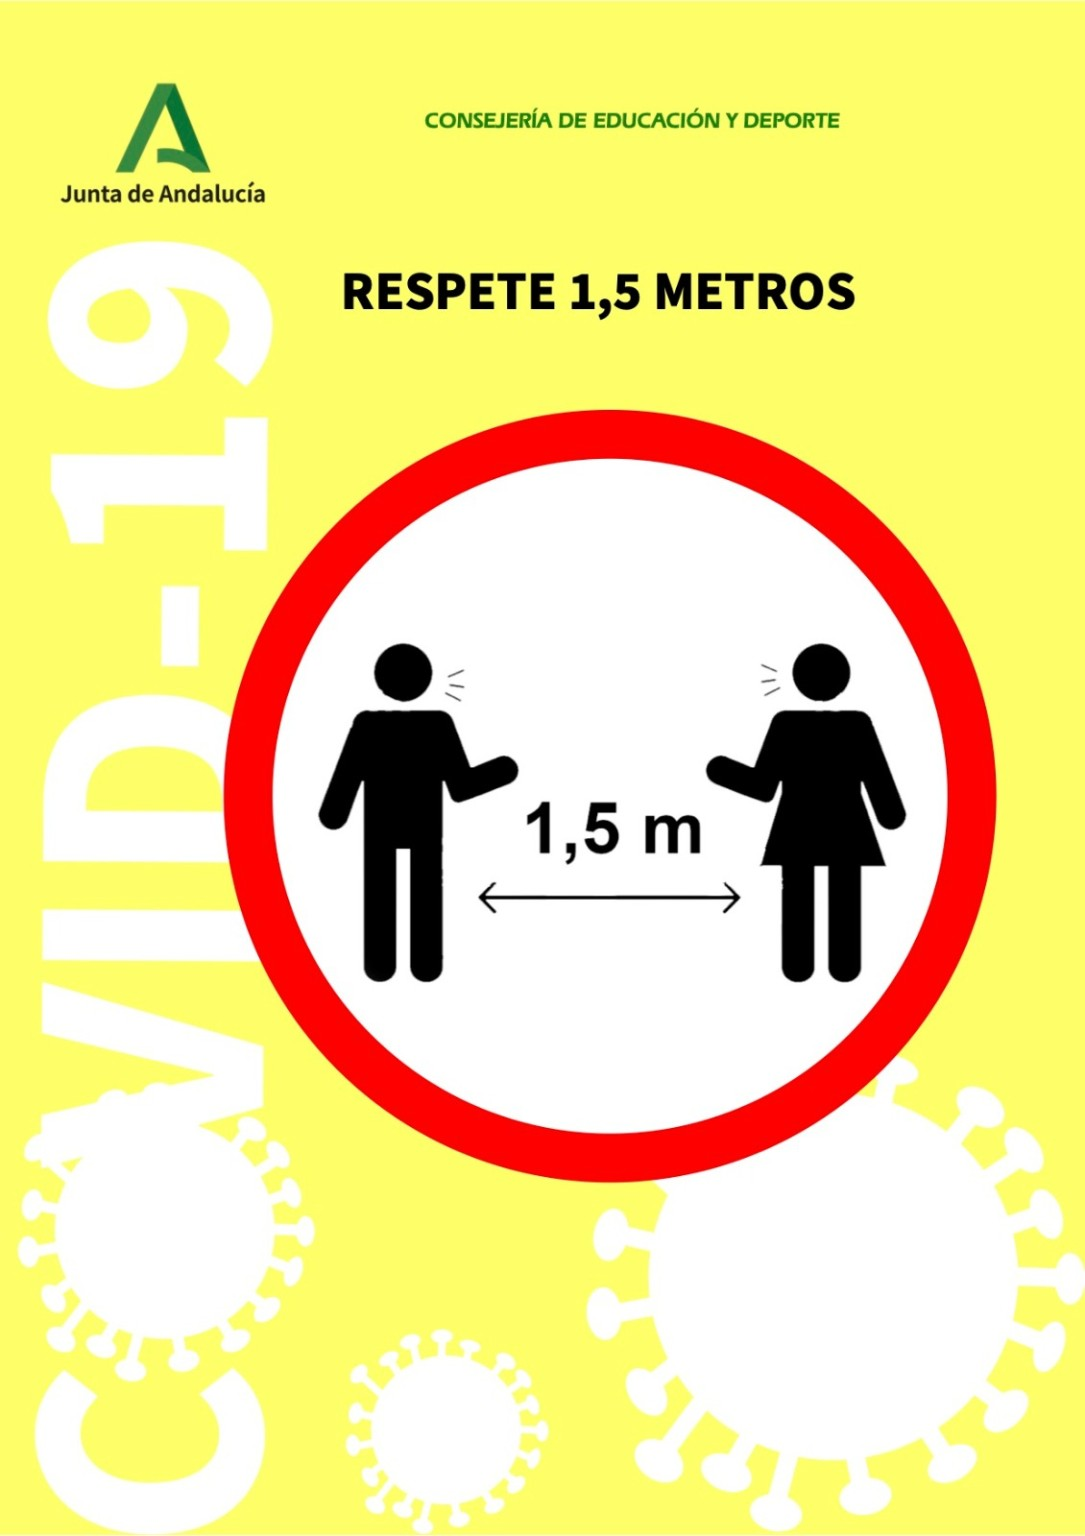 Junta de Andalucía
CONSEJERÍA DE EDUCACIÓN Y DEPORTE
RESPETE 1,5 METROS
COVID-19
1,5 m